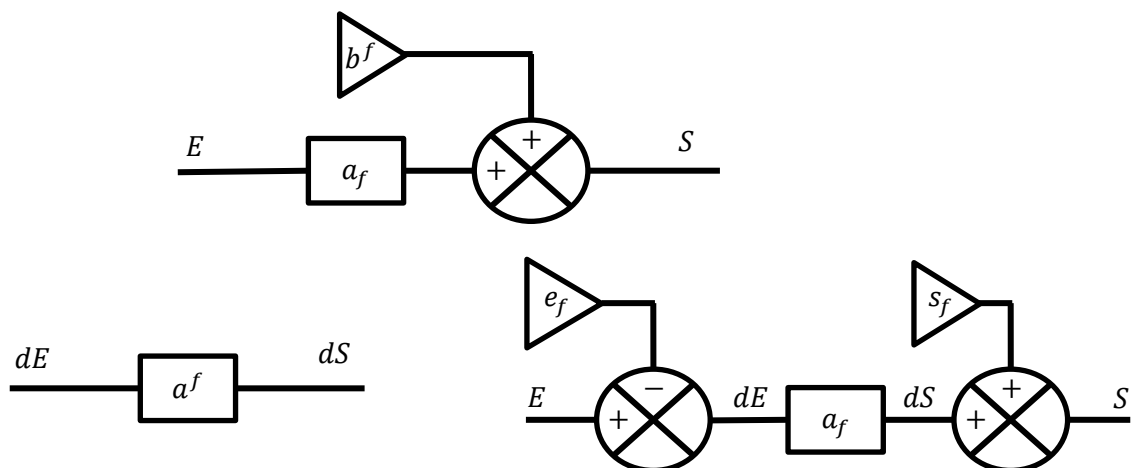 b^f
E
a_f
+
+
S
dE
a^f
dS
e_f
E
+
−
dE
a_f
dS
s_f
+
+
S